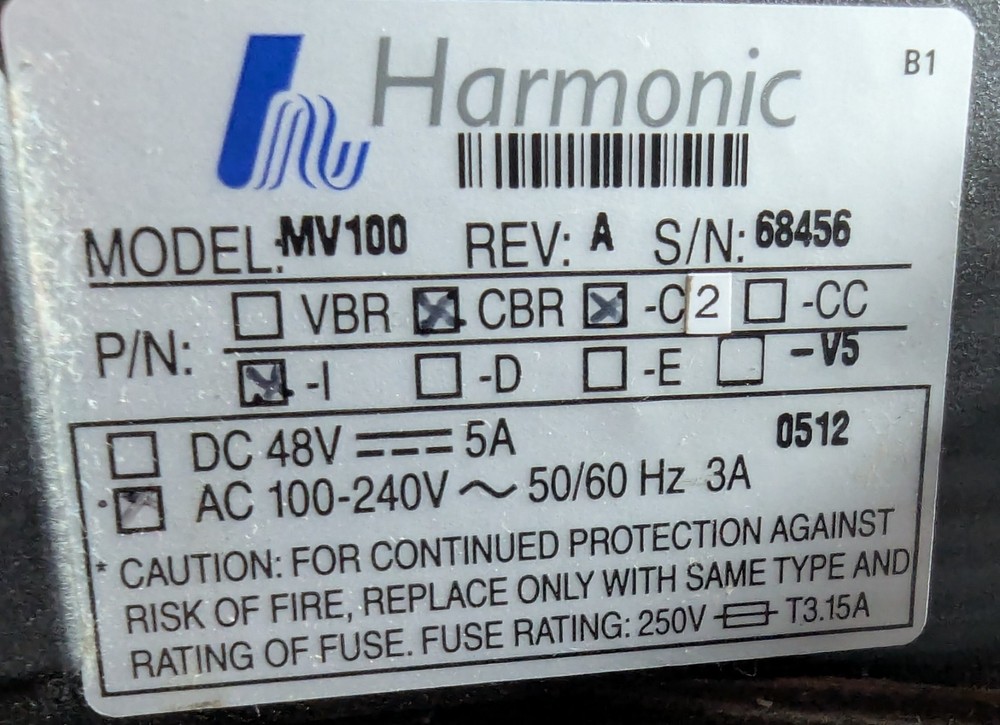 Harmonic B1
MODEL: MV100 REV: A S/N: 68456
P/N: VBR CBR -C2 -CC
-I -D -E -V5
DC 48V 5A 0512
AC 100-240V ~ 50/60 Hz 3A
* CAUTION: FOR CONTINUED PROTECTION AGAINST
RISK OF FIRE, REPLACE ONLY WITH SAME TYPE AND
RATING OF FUSE. FUSE RATING: 250V T3.15A